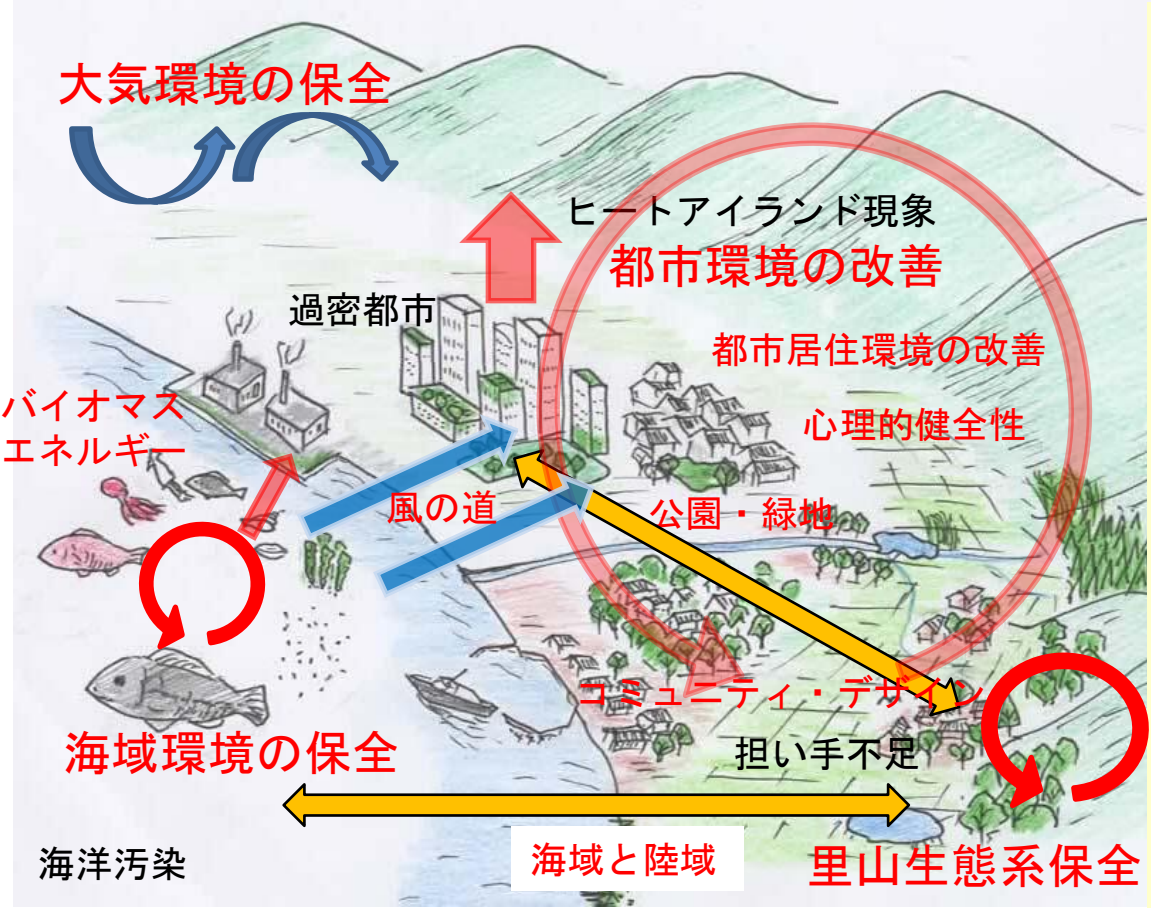 大気環境の保全
ヒートアイランド現象
都市環境の改善
過密都市
都市居住環境の改善
バイオマス
エネルギー
心理的健全性
風の道
公園・緑地
コミュニティ・デザイン
海域環境の保全
担い手不足
海洋汚染
海域と陸域
里山生態系保全